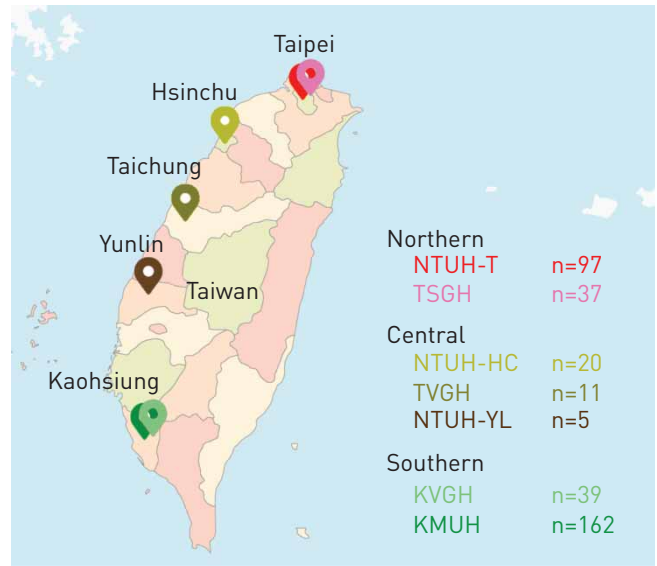 Taipei
Hsinchu
Taichung
Yunlin
Taiwan
Kaohsiung
Northern
NTUH-T n=97
TSGH n=37
Central
NTUH-HC n=20
TVGH n=11
NTUH-YL n=5
Southern
KVGH n=39
KMUH n=162